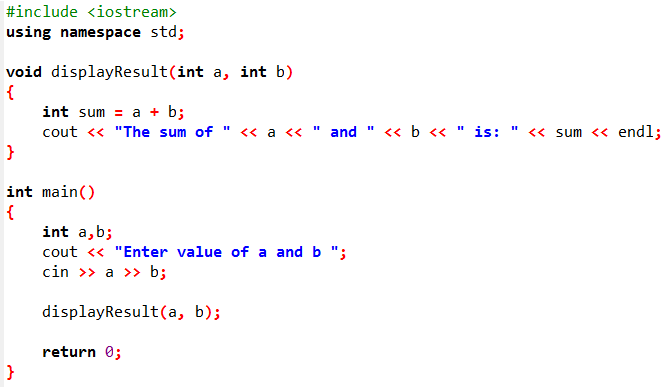 #include <iostream>
using namespace std;
void displayResult(int a, int b)
{
    int sum = a + b;
    cout << "The sum of " << a << " and " << b << " is: " << sum << endl;
}
int main()
{
    int a,b;
    cout << "Enter value of a and b ";
    cin >> a >> b;
    displayResult(a, b);
    return 0;
}